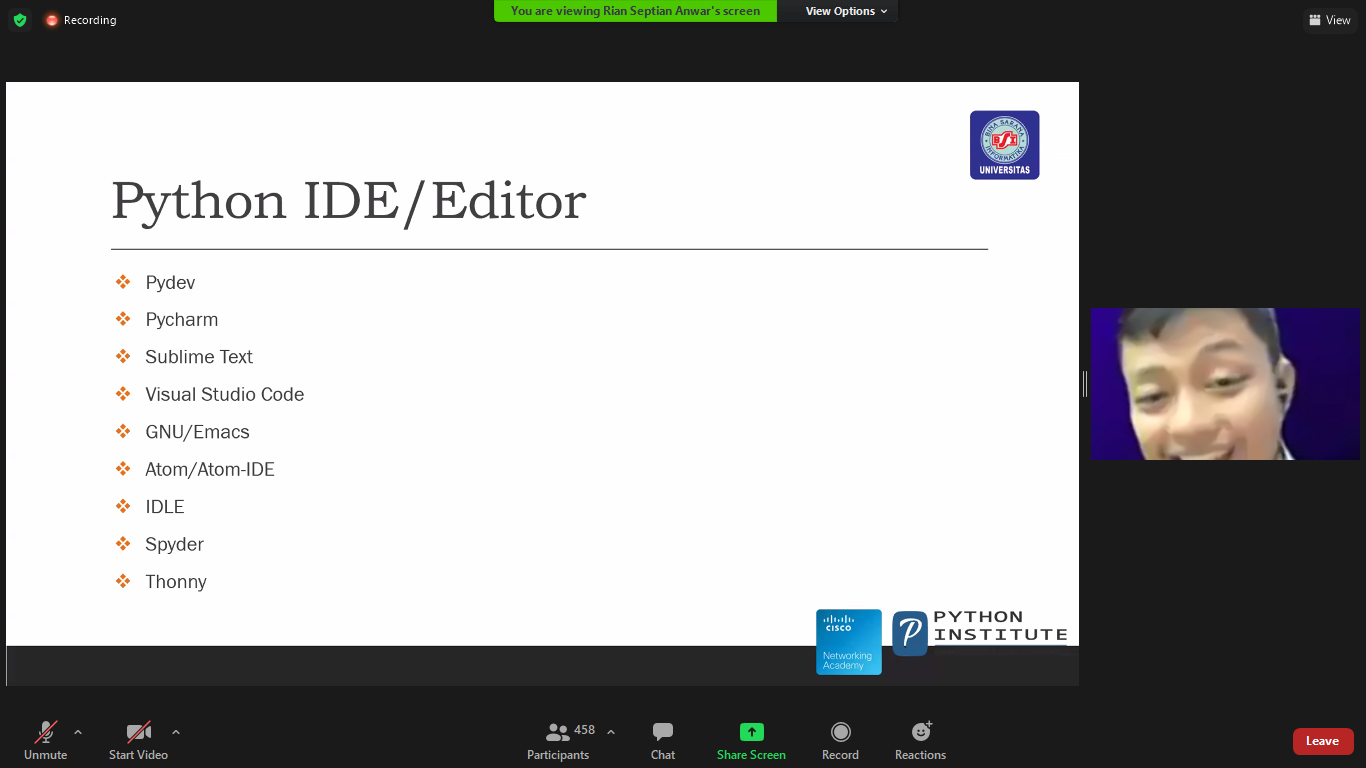 Recording
You are viewing Rian Septian Anwar's screen
View Options
View
BINA SARANA
BSI
INFORMATIKA
UNIVERSITAS
Python IDE/Editor
Pydev
Pycharm
Sublime Text
Visual Studio Code
GNU/Emacs
Atom/Atom-IDE
IDLE
Spyder
Thonny
CISCO
Networking
Academy
P
PYTHON
INSTITUTE
Unmute
Start Video
458
Participants
Chat
Share Screen
Record
Reactions
Leave